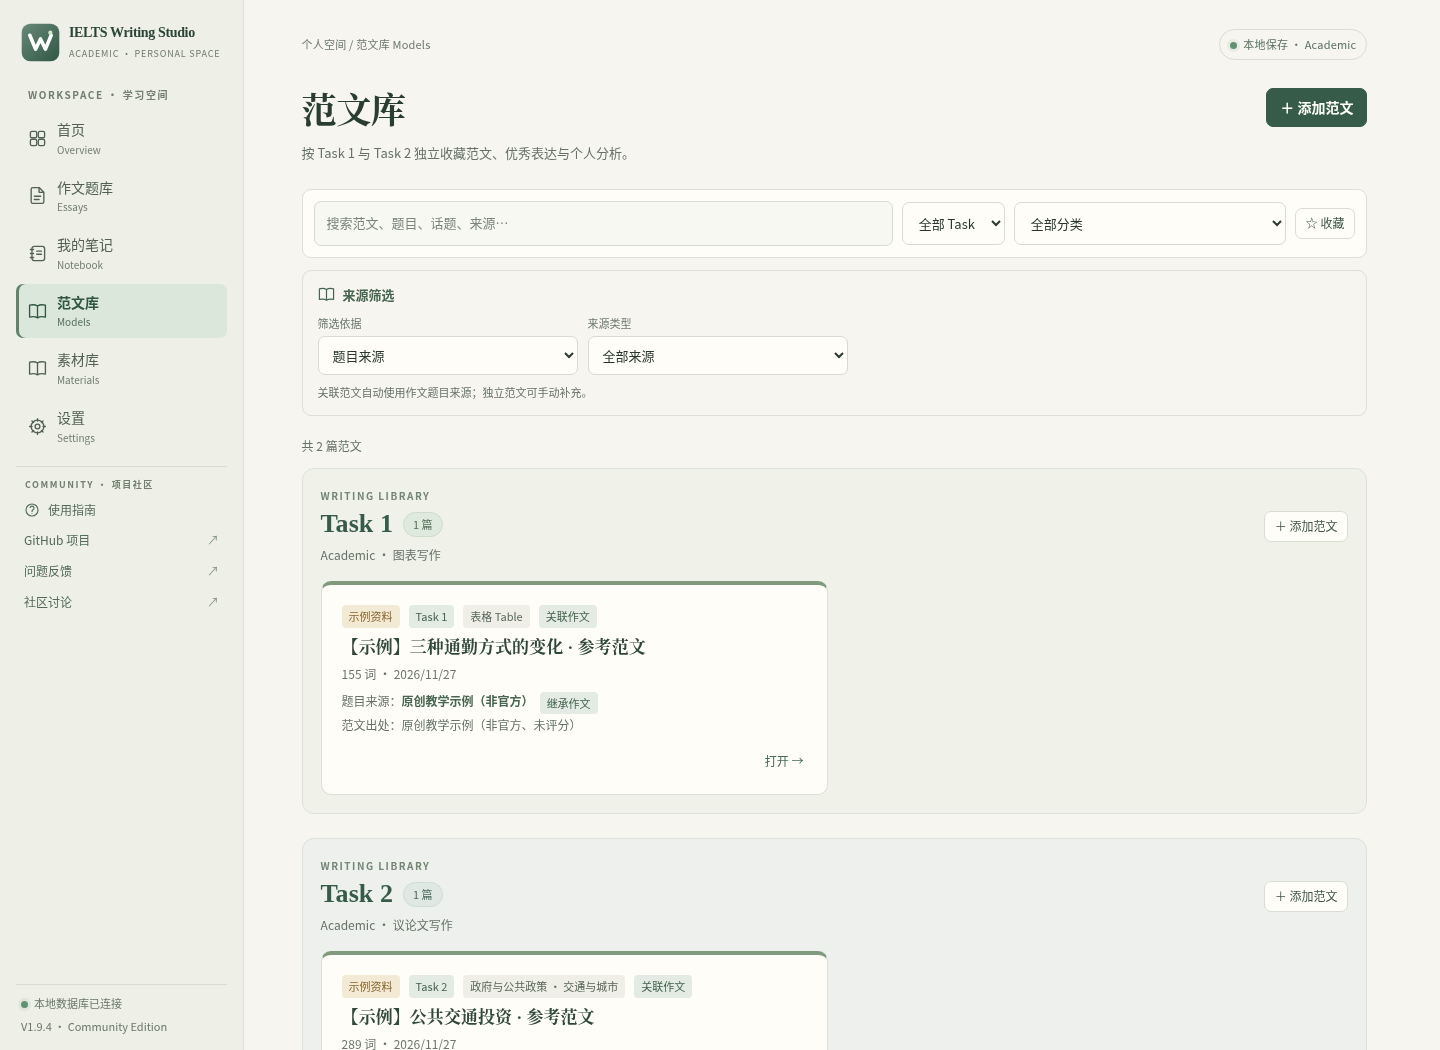 IELTS Writing Studio
ACADEMIC • PERSONAL SPACE
WORKSPACE • 学习空间
首页
Overview
作文题库
Essays
我的笔记
Notebook
范文库
Models
素材库
Materials
设置
Settings
COMMUNITY • 项目社区
使用指南
GitHub 项目 ↗
问题反馈 ↗
社区讨论 ↗
本地数据库已连接
V1.9.4 • Community Edition
个人空间 / 范文库 Models
本地保存 • Academic
范文库
＋ 添加范文
按 Task 1 与 Task 2 独立收藏范文、优秀表达与个人分析。
搜索范文、题目、话题、来源…
全部 Task
全部分类
☆ 收藏
来源筛选
筛选依据
来源类型
题目来源
全部来源
关联范文自动使用作文题目来源；独立范文可手动补充。
共 2 篇范文
WRITING LIBRARY
Task 1 1 篇
＋ 添加范文
Academic • 图表写作
示例资料 Task 1 表格 Table 关联作文
【示例】三种通勤方式的变化 · 参考范文
155 词 • 2026/11/27
题目来源：原创教学示例（非官方） 继承作文
范文出处：原创教学示例（非官方、未评分）
打开 →
WRITING LIBRARY
Task 2 1 篇
＋ 添加范文
Academic • 议论文写作
示例资料 Task 2 政府与公共政策 • 交通与城市 关联作文
【示例】公共交通投资 · 参考范文
289 词 • 2026/11/27